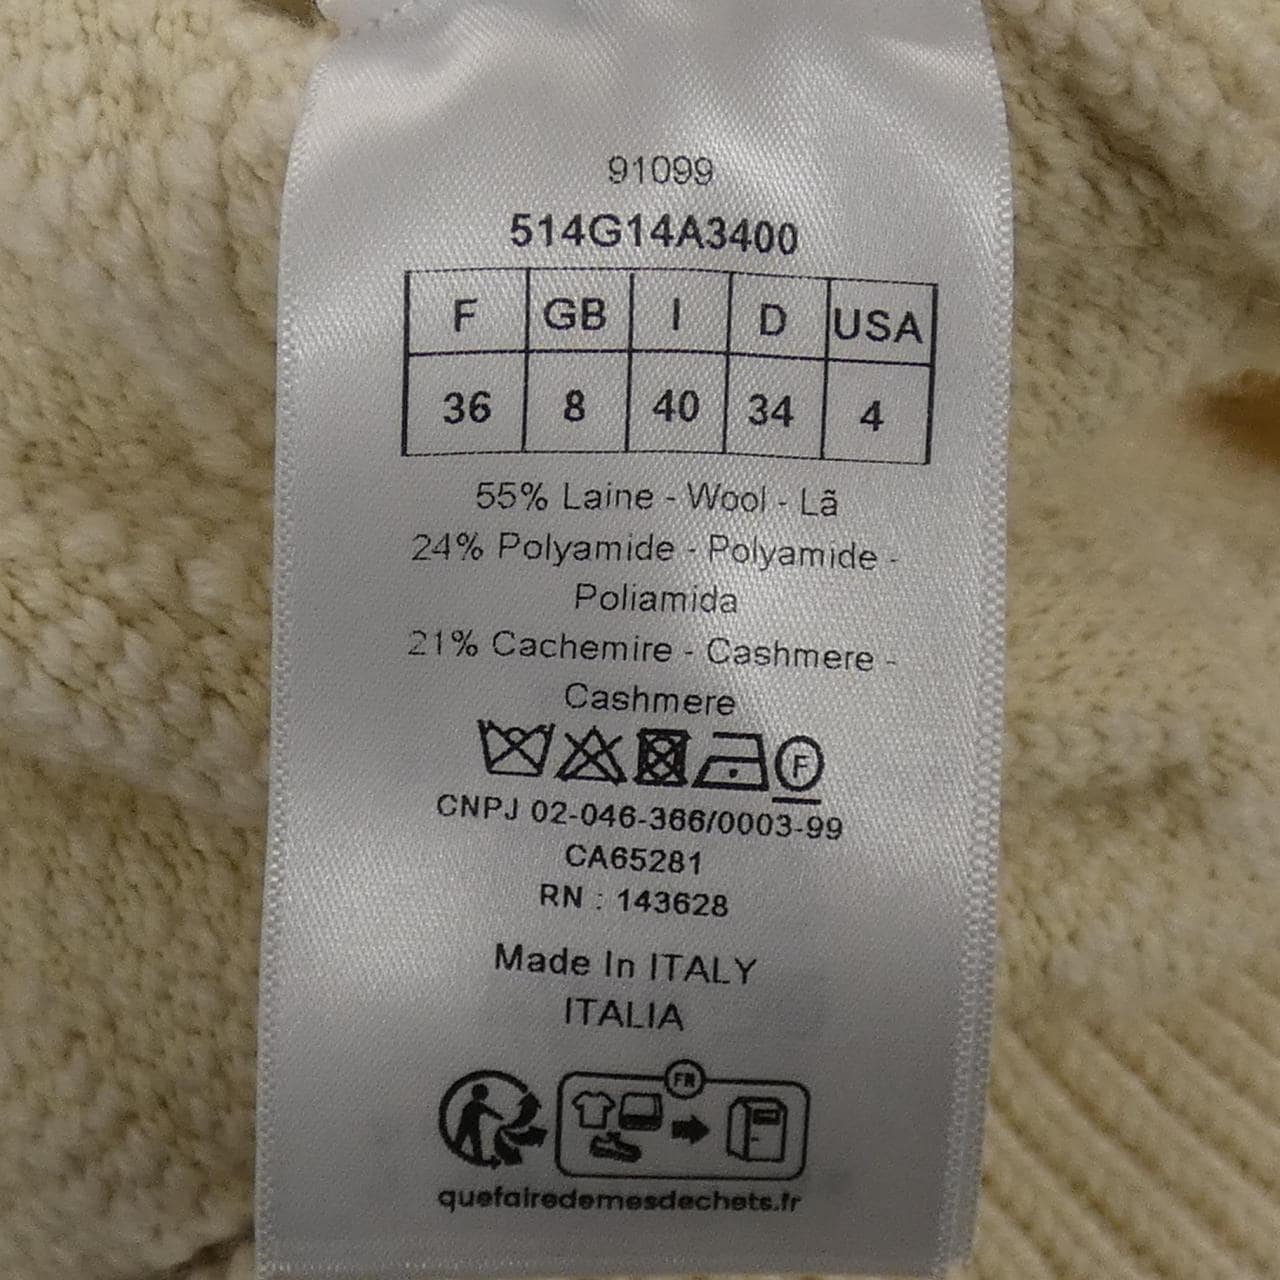 91099
514G14A3400
F GB I D USA
36 8 40 34 4
55% Laine - Wool - Lã
24% Polyamide - Polyamide -
Poliamida
21% Cachemire - Cashmere -
Cashmere
F
CNPJ 02-046-366/0003-99
CA65281
RN : 143628
Made In ITALY
ITALIA
FR
quefairedemesdechets.fr